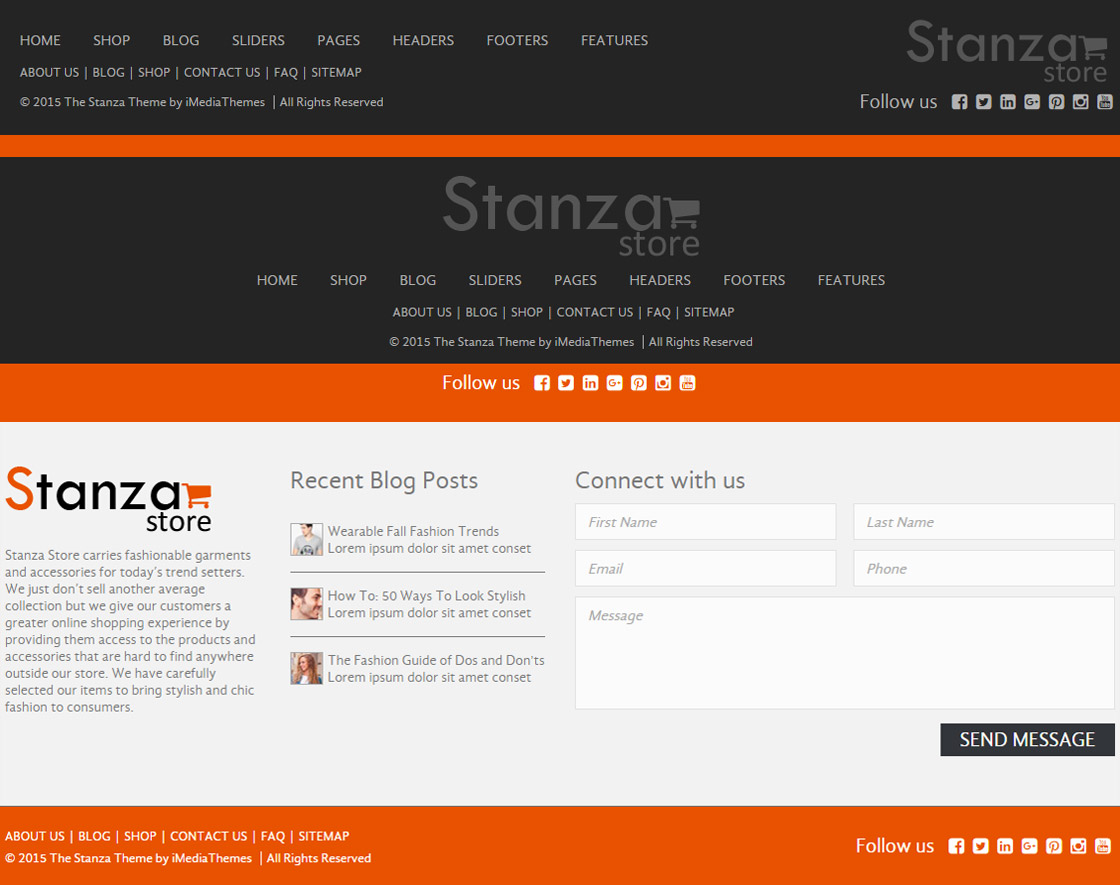 HOME SHOP BLOG SLIDERS PAGES HEADERS FOOTERS FEATURES
Stanza
store
ABOUT US | BLOG | SHOP | CONTACT US | FAQ | SITEMAP
© 2015 The Stanza Theme by iMediaThemes | All Rights Reserved
Follow us
Stanza
store
HOME SHOP BLOG SLIDERS PAGES HEADERS FOOTERS FEATURES
ABOUT US | BLOG | SHOP | CONTACT US | FAQ | SITEMAP
© 2015 The Stanza Theme by iMediaThemes | All Rights Reserved
Follow us
Stanza
store
Stanza Store carries fashionable garments
and accessories for today's trend setters.
We just don't sell another average
collection but we give our customers a
greater online shopping experience by
providing them access to the products and
accessories that are hard to find anywhere
outside our store. We have carefully
selected our items to bring stylish and chic
fashion to consumers.
Recent Blog Posts
Wearable Fall Fashion Trends
Lorem ipsum dolor sit amet conset
How To: 50 Ways To Look Stylish
Lorem ipsum dolor sit amet conset
The Fashion Guide of Dos and Don'ts
Lorem ipsum dolor sit amet conset
Connect with us
First Name
Last Name
Email
Phone
Message
SEND MESSAGE
ABOUT US | BLOG | SHOP | CONTACT US | FAQ | SITEMAP
© 2015 The Stanza Theme by iMediaThemes | All Rights Reserved
Follow us